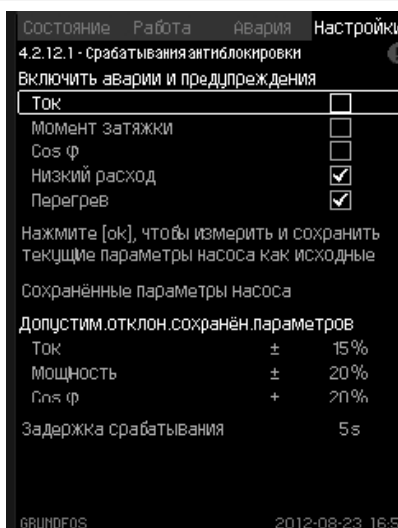 Состояние Работа Авария Настройки
4.2.12.1 - Срабатывания антиблокировки
Включить аварии и предупреждения
Ток
Момент затяжки
Cos φ
Низкий расход
Перегрев
Нажмите [ok], чтобы измерить и сохранить
текущие параметры насоса как исходные
Сохранённые параметры насоса
Допустим.отклон.сохранён.параметров
Ток ± 15%
Мощность ± 20%
Cos φ ± 20%
Задержка срабатывания 5s
GRUNDFOS 2012-08-23